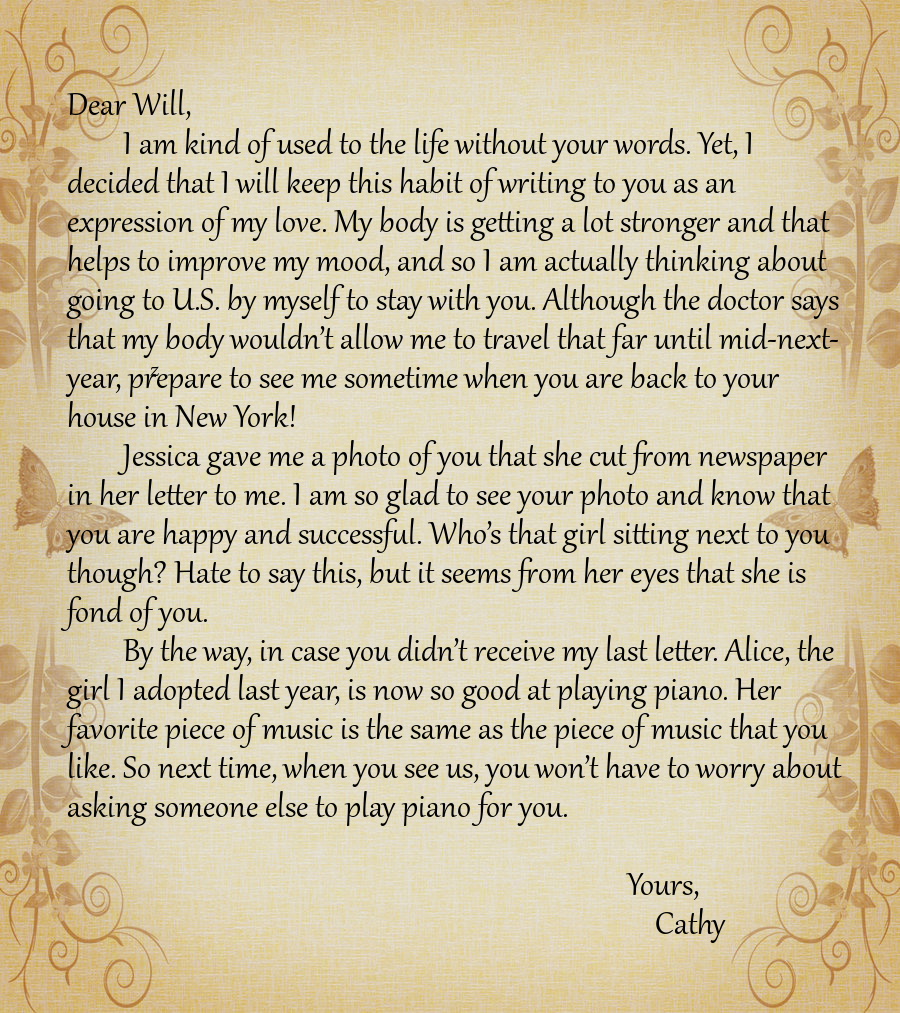 Dear Will,
I am kind of used to the life without your words. Yet, I
decided that I will keep this habit of writing to you as an
expression of my love. My body is getting a lot stronger and that
helps to improve my mood, and so I am actually thinking about
going to U.S. by myself to stay with you. Although the doctor says
that my body wouldn't allow me to travel that far until mid-next-
year, přepare to see me sometime when you are back to your
house in New York!
Jessica gave me a photo of you that she cut from newspaper
in her letter to me. I am so glad to see your photo and know that
you are happy and successful. Who's that girl sitting next to you
though? Hate to say this, but it seems from her eyes that she is
fond of you.
By the way, in case you didn't receive my last letter. Alice, the
girl I adopted last year, is now so good at playing piano. Her
favorite piece of music is the same as the piece of music that you
like. So next time, when you see us, you won't have to worry about
asking someone else to play piano for you.
Yours,
Cathy